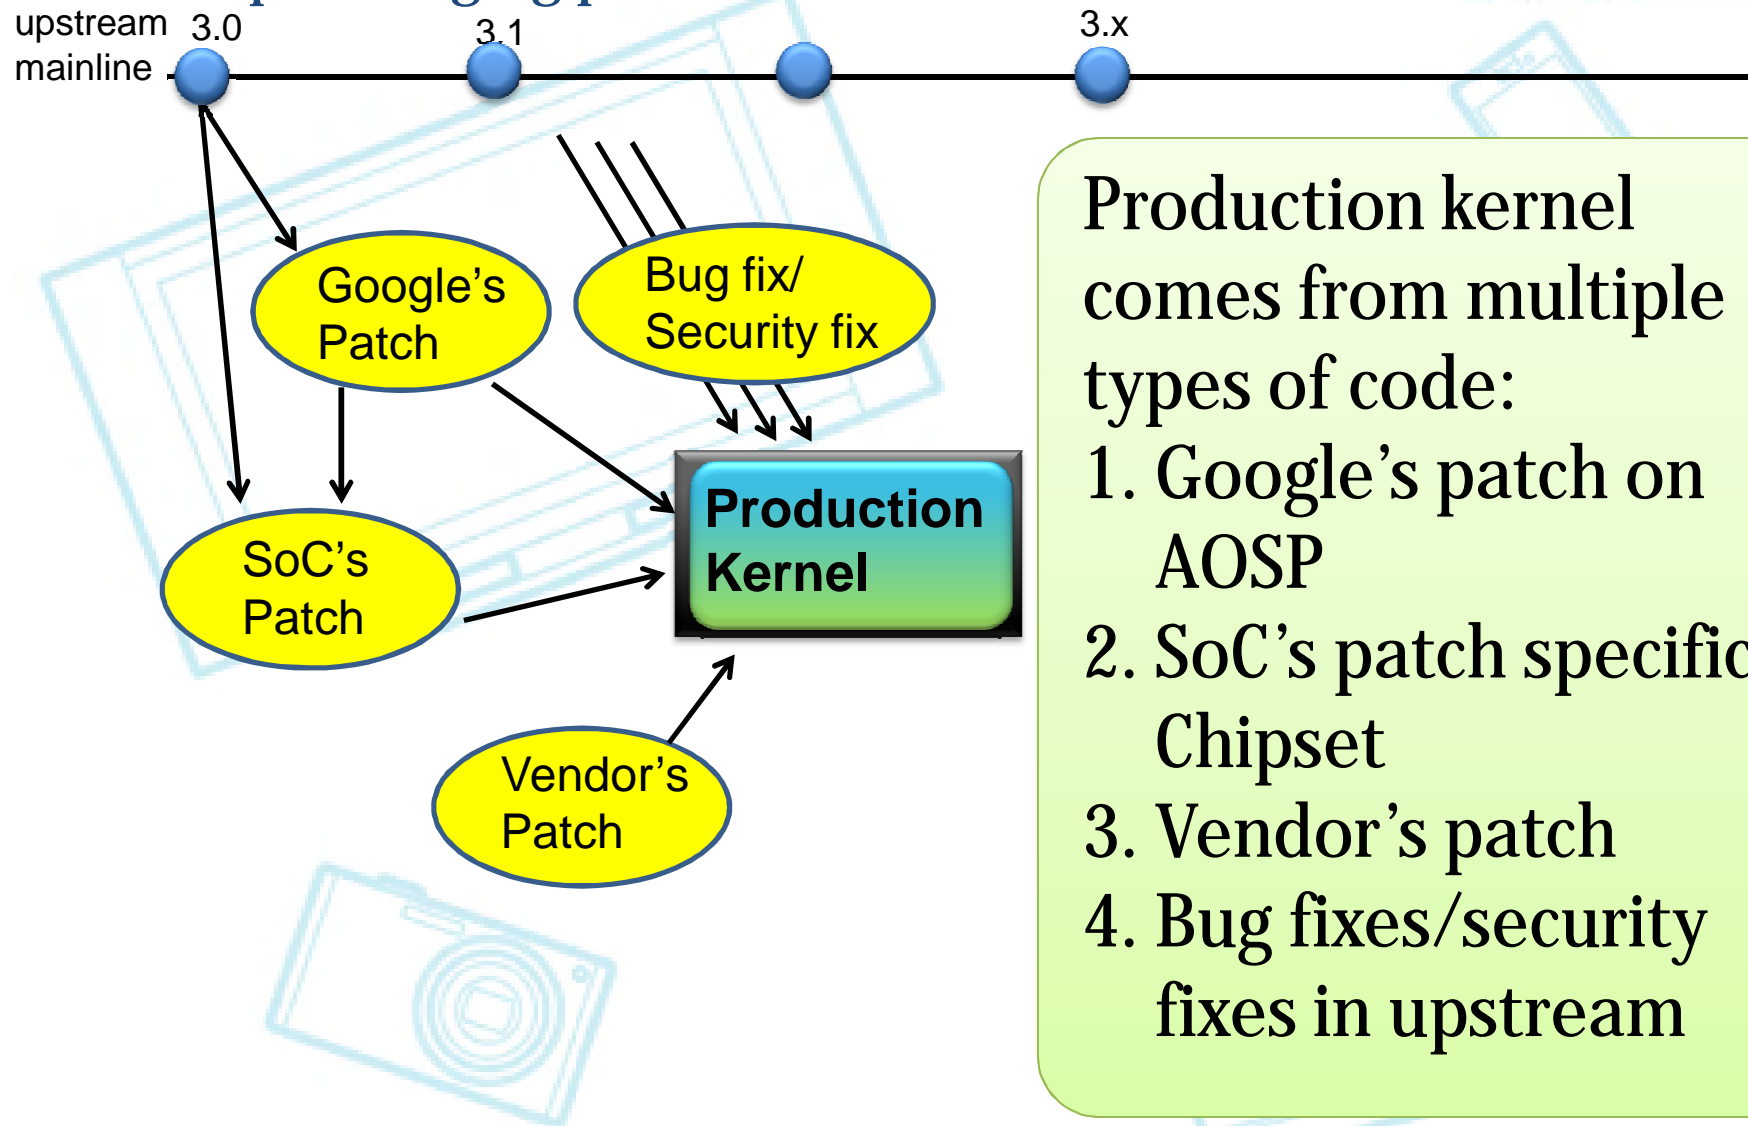 upstream
mainline
3.0
3.1
3.x
Google's
Patch
Bug fix/
Security fix
SoC's
Patch
Production
Kernel
Vendor's
Patch
Production kernel
comes from multiple
types of code:
1. Google's patch on
AOSP
2. SoC's patch specific
Chipset
3. Vendor's patch
4. Bug fixes/security
fixes in upstream